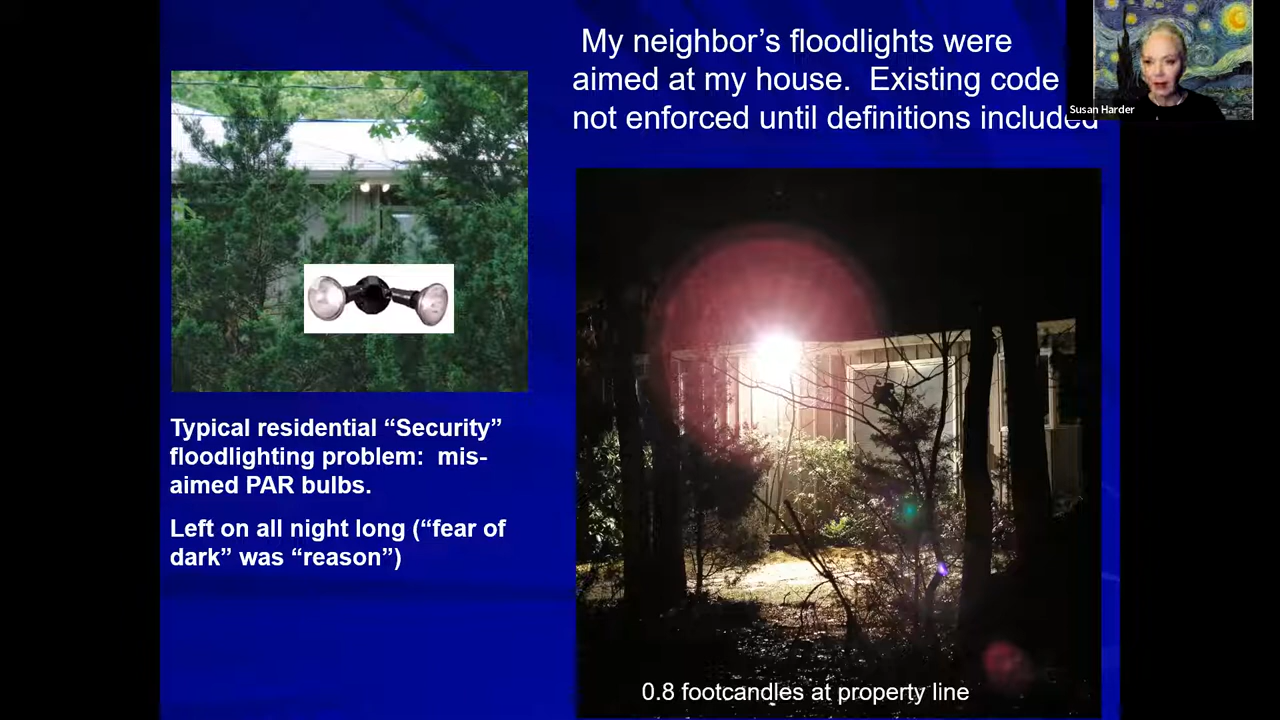 My neighbor’s floodlights were
aimed at my house.  Existing code
not enforced until definitions included
Susan Harder
Typical residential “Security”
floodlighting problem:  mis-
aimed PAR bulbs.
Left on all night long (“fear of
dark” was “reason”)
0.8 footcandles at property line